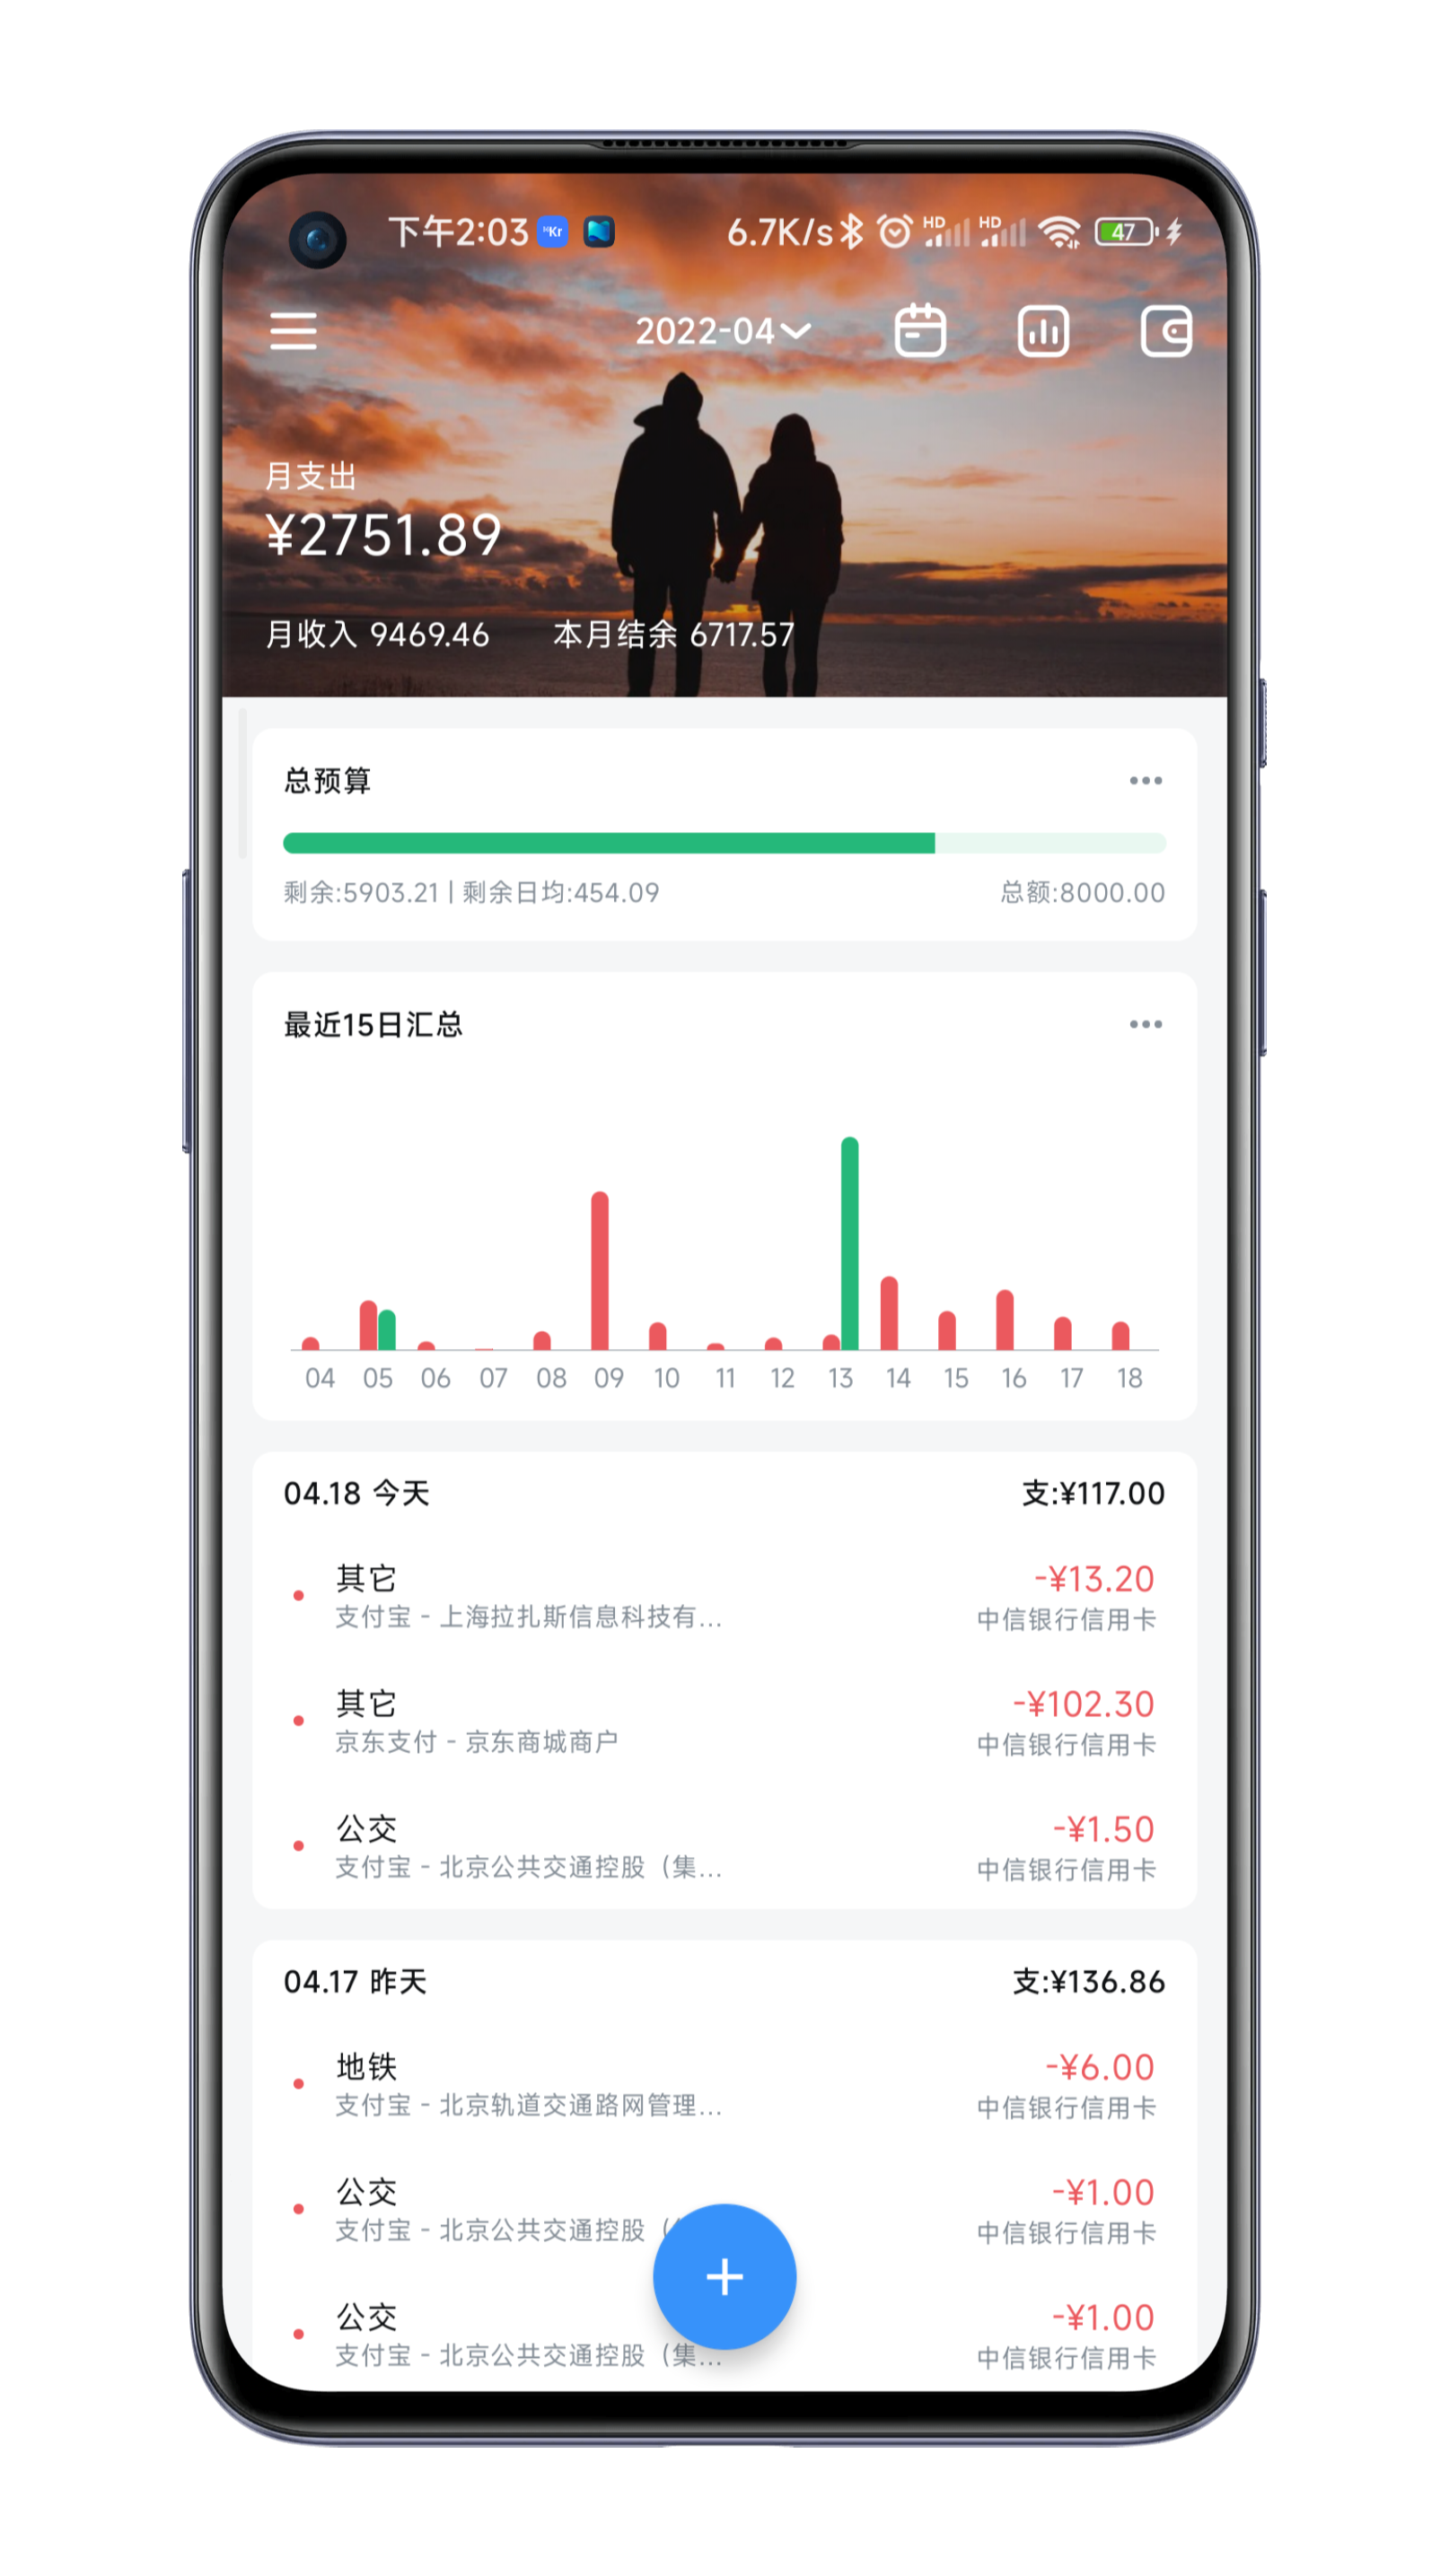 下午2:03 Kr 6.7K/s HD HD 47
2022-04
月支出
¥2751.89
月收入 9469.46 本月结余 6717.57
总预算
剩余:5903.21 | 剩余日均:454.09 总额:8000.00
最近15日汇总
04 05 06 07 08 09 10 11 12 13 14 15 16 17 18
04.18 今天 支:¥117.00
其它 -¥13.20
支付宝 - 上海拉扎斯信息科技有... 中信银行信用卡
其它 -¥102.30
京东支付 - 京东商城商户 中信银行信用卡
公交 -¥1.50
支付宝 - 北京公共交通控股（集... 中信银行信用卡
04.17 昨天 支:¥136.86
地铁 -¥6.00
支付宝 - 北京轨道交通路网管理... 中信银行信用卡
公交 -¥1.00
支付宝 - 北京公共交通控股（ 中信银行信用卡
+
公交 -¥1.00
支付宝 - 北京公共交通控股（集... 中信银行信用卡